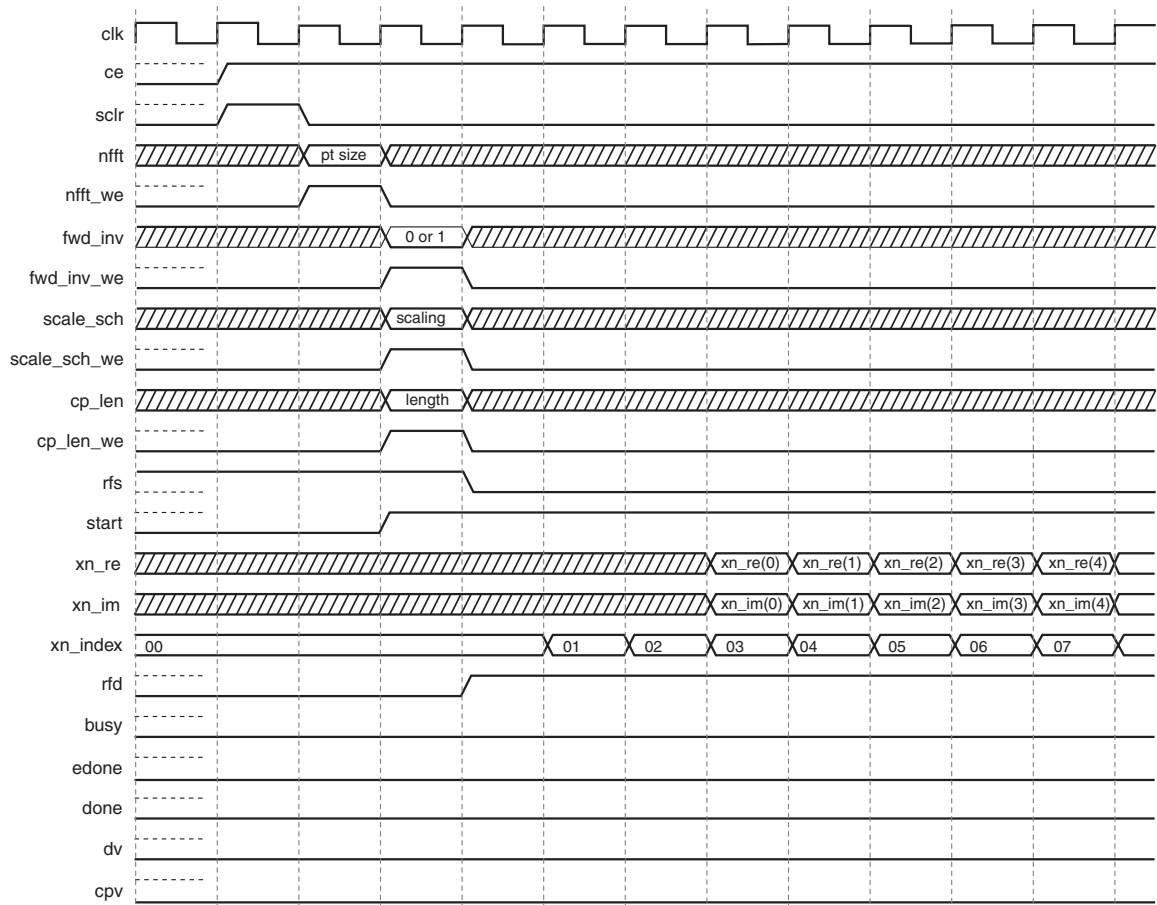 clk
ce
sclr
nfft pt size
nfft_we
fwd_inv 0 or 1
fwd_inv_we
scale_sch scaling
scale_sch_we
cp_len length
cp_len_we
rfs
start
xn_re xn_re(0) xn_re(1) xn_re(2) xn_re(3) xn_re(4)
xn_im xn_im(0) xn_im(1) xn_im(2) xn_im(3) xn_im(4)
xn_index 00 01 02 03 04 05 06 07
rfd
busy
edone
done
dv
cpv